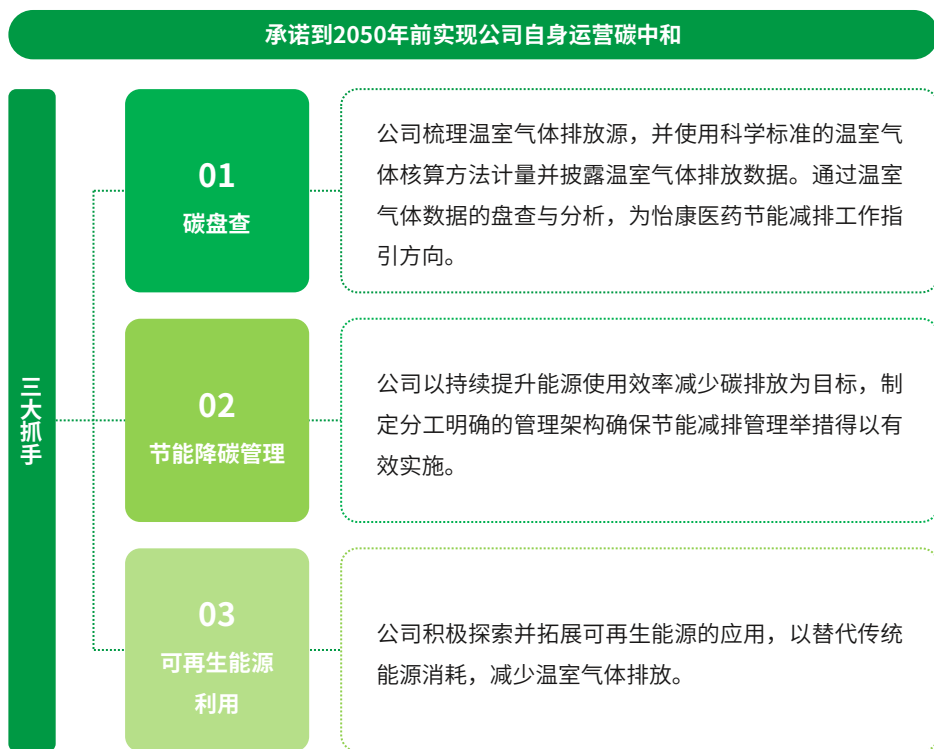 承诺到2050年前实现公司自身运营碳中和
三大抓手
01
碳盘查
公司梳理温室气体排放源，并使用科学标准的温室气
体核算方法计量并披露温室气体排放数据。通过温室
气体数据的盘查与分析，为怡康医药节能减排工作指
引方向。
02
节能降碳管理
公司以持续提升能源使用效率减少碳排放为目标，制
定分工明确的管理架构确保节能减排管理举措得以有
效实施。
03
可再生能源
利用
公司积极探索并拓展可再生能源的应用，以替代传统
能源消耗，减少温室气体排放。